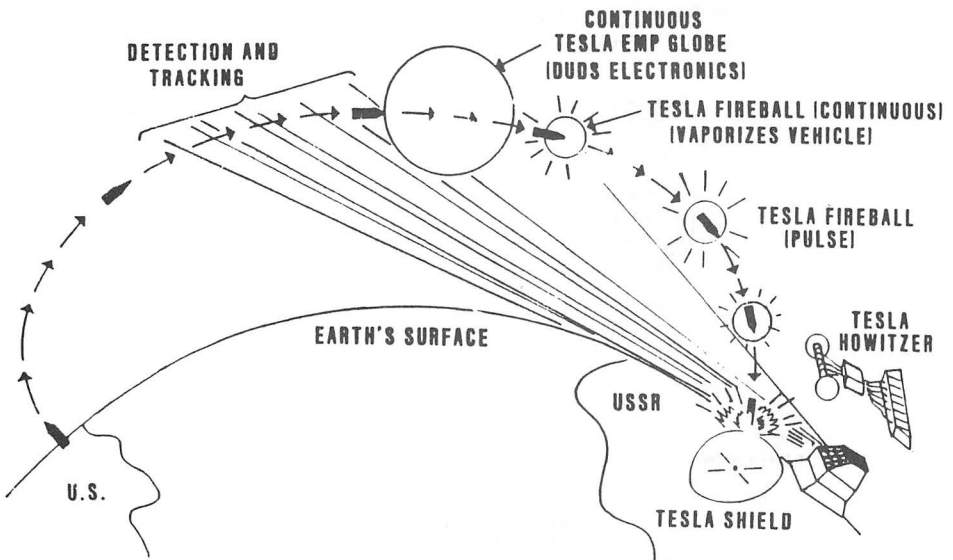 CONTINUOUS
TESLA EMP GLOBE
(DUDS ELECTRONICS)
DETECTION AND
TRACKING
TESLA FIREBALL (CONTINUOUS)
(VAPORIZES VEHICLE)
TESLA FIREBALL
(PULSE)
TESLA
HOWITZER
EARTH'S SURFACE
USSR
U.S.
TESLA SHIELD